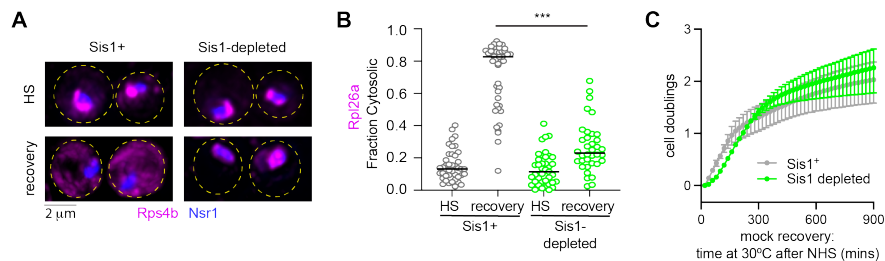 A
Sis1+
Sis1-depleted
HS
recovery
2 μm
Rps4b Nsr1
B
***
Rpl26a
Fraction Cytosolic
1.0
0.8
0.6
0.4
0.2
0.0
HS recovery HS recovery
Sis1+
Sis1-
depleted
C
cell doublings
3
2
1
0
Sis1+
Sis1 depleted
0 300 600 900
mock recovery:
time at 30ºC after NHS (mins)